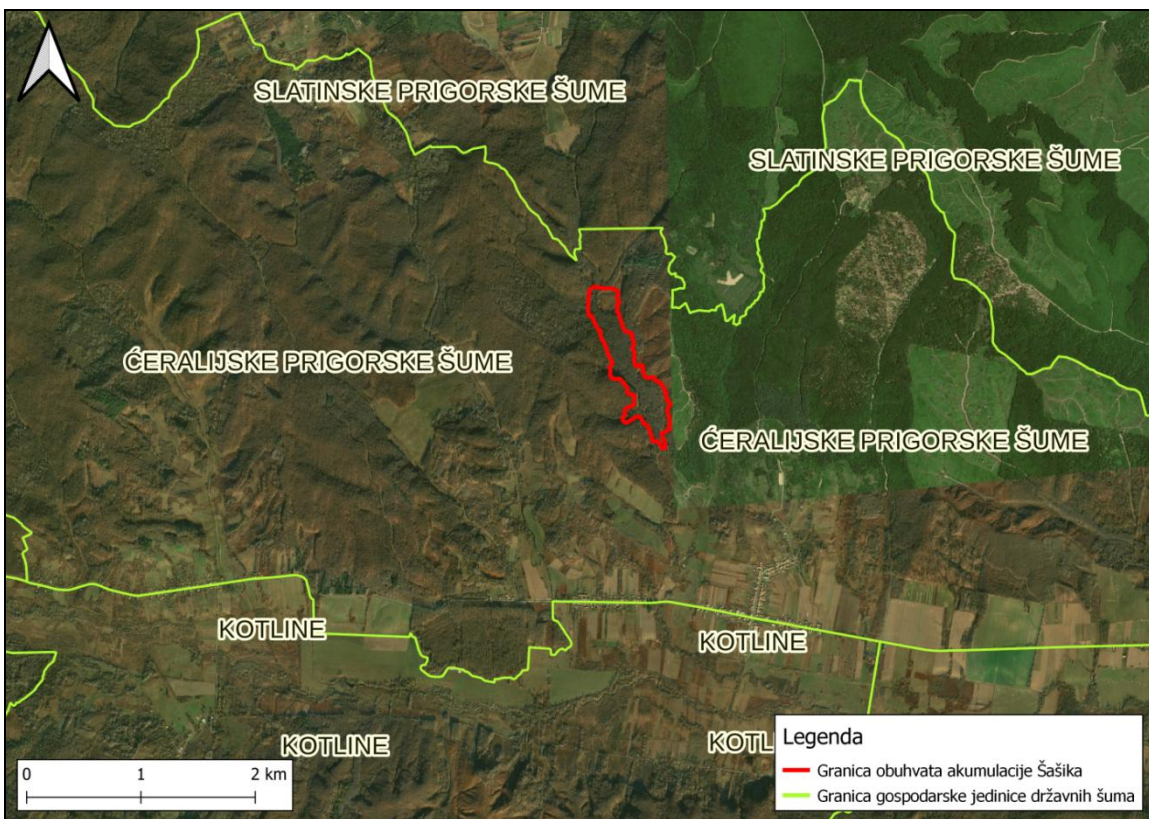 SLATINSKE PRIGORSKE ŠUME
SLATINSKE PRIGORSKE ŠUME
ĆERALIJSKE PRIGORSKE ŠUME
ĆERALIJSKE PRIGORSKE ŠUME
KOTLINE
KOTLINE
KOTLINE
KOTL
Legenda
Granica obuhvata akumulacije Šašika
Granica gospodarske jedinice državnih šuma
0 1 2 km